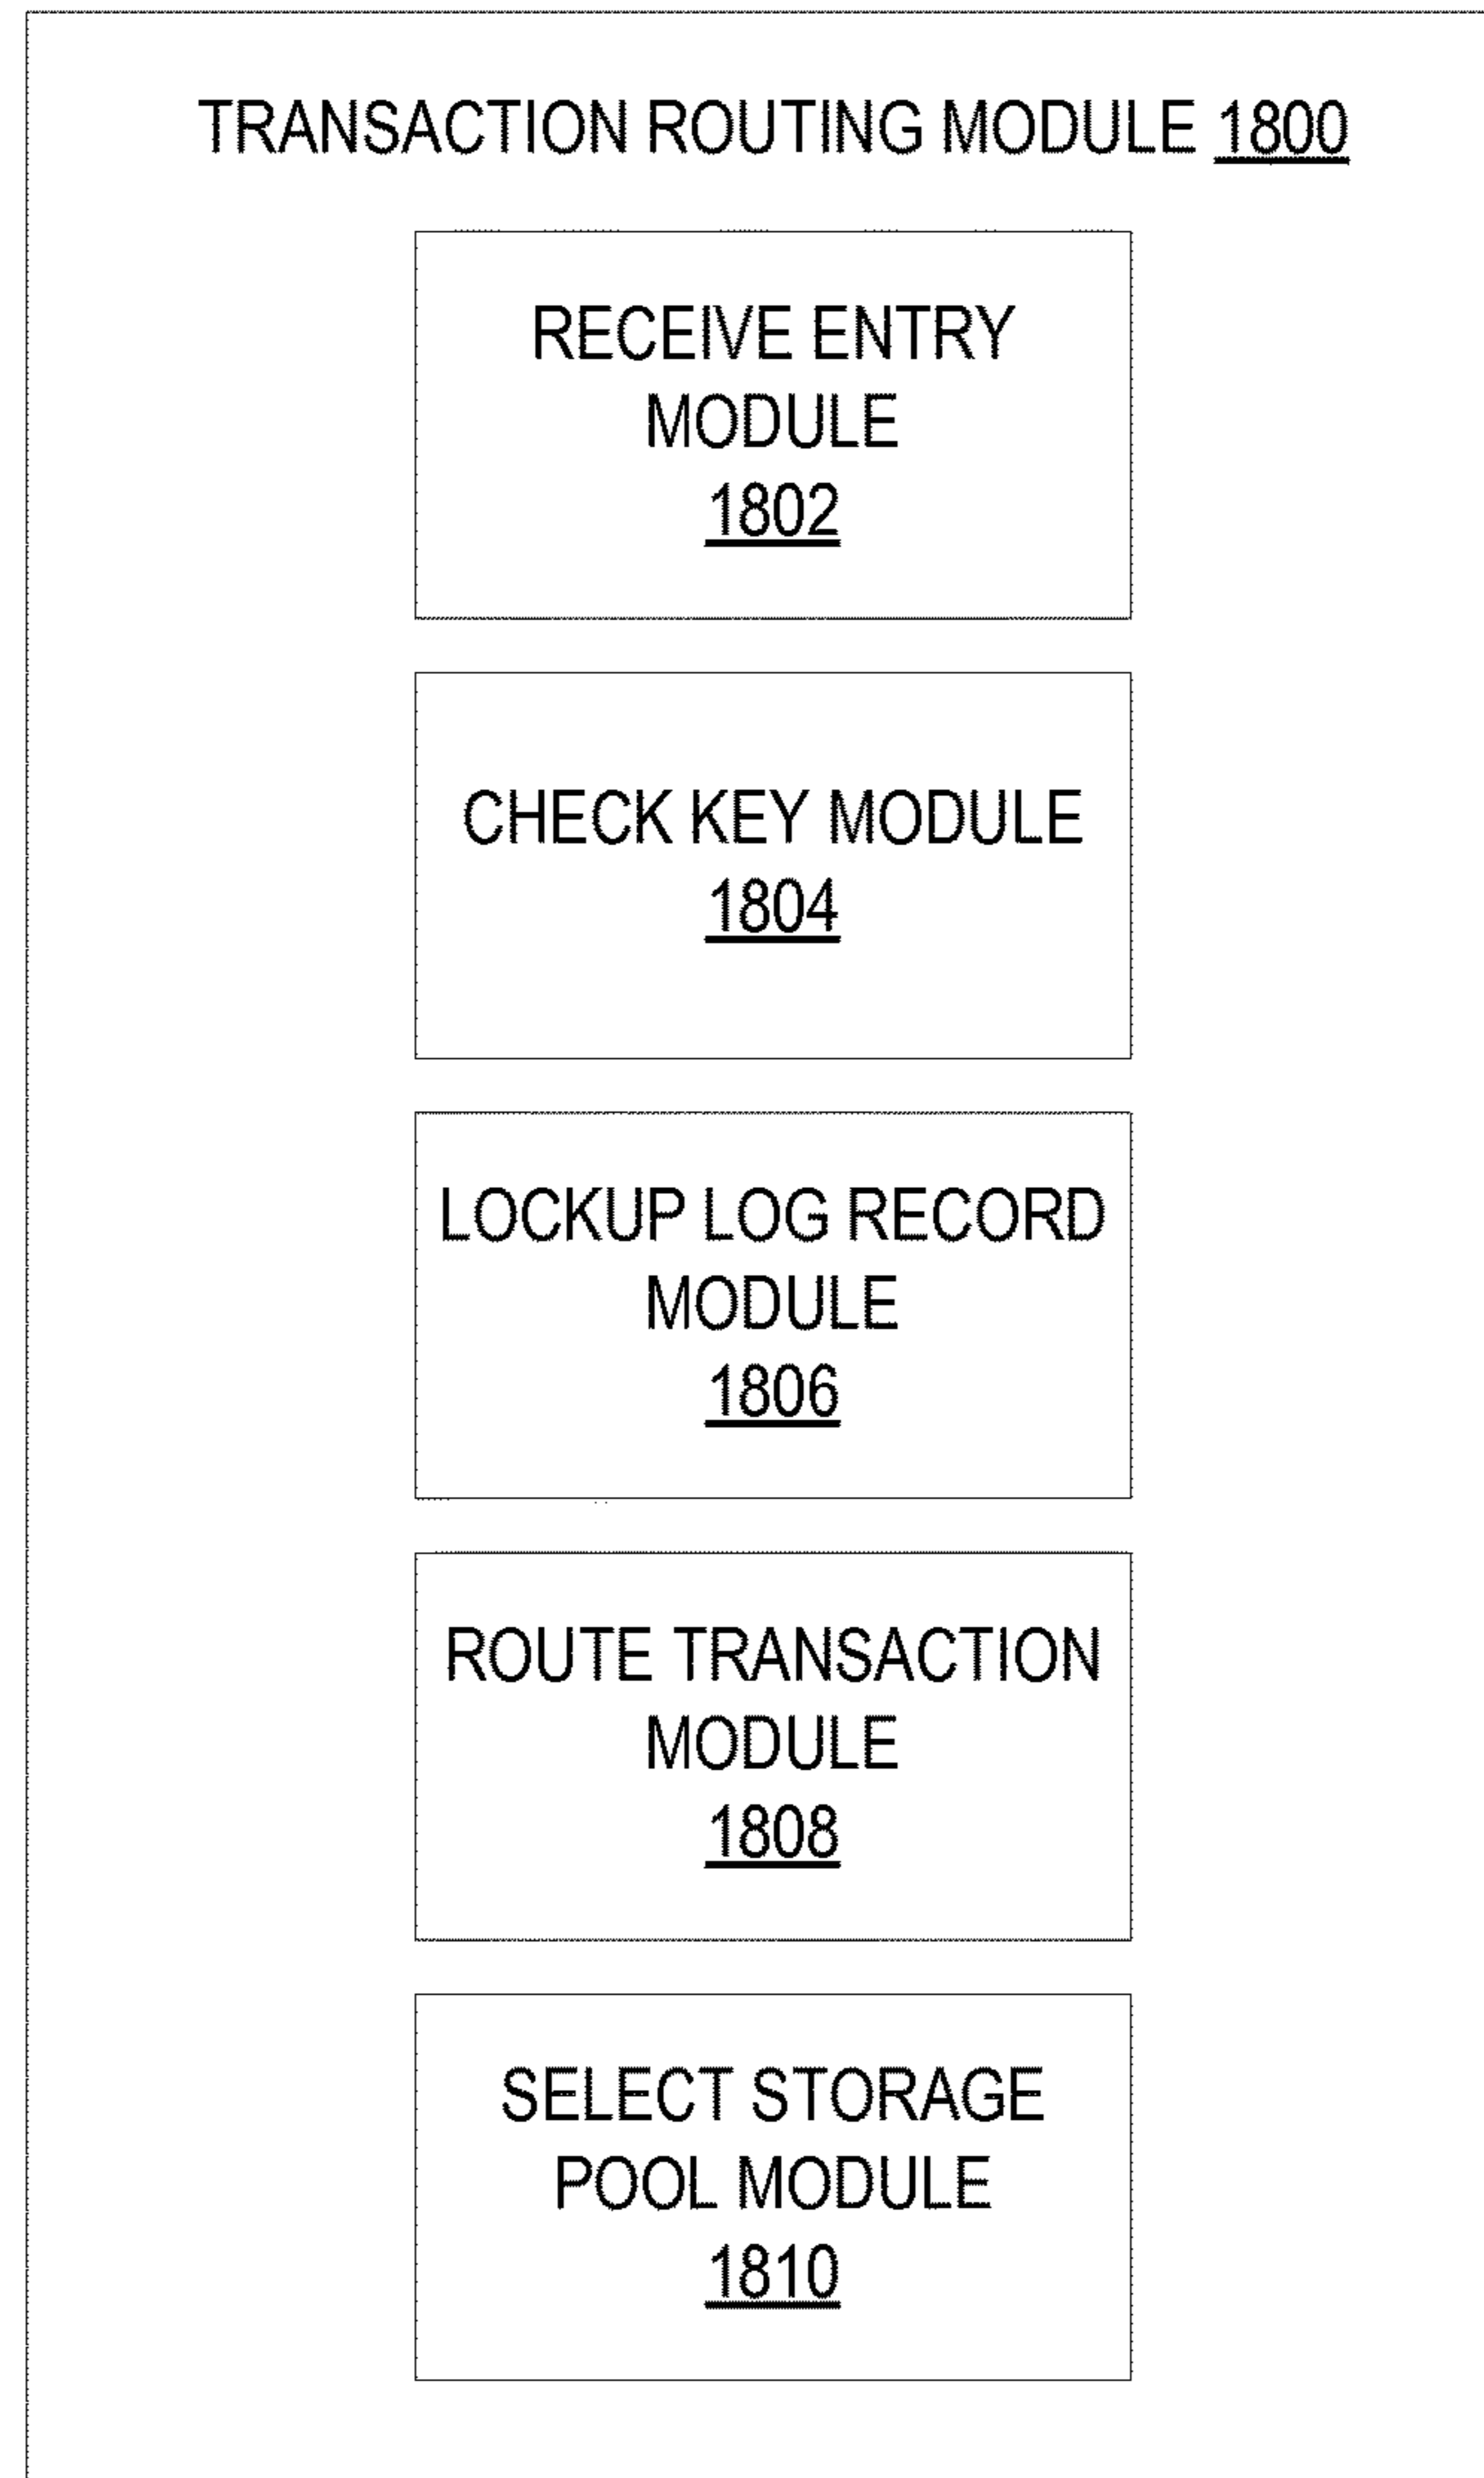 TRANSACTION ROUTING MODULE 1800
RECEIVE ENTRY
MODULE
1802
CHECK KEY MODULE
1804
LOCKUP LOG RECORD
MODULE
1806
ROUTE TRANSACTION
MODULE
1808
SELECT STORAGE
POOL MODULE
1810